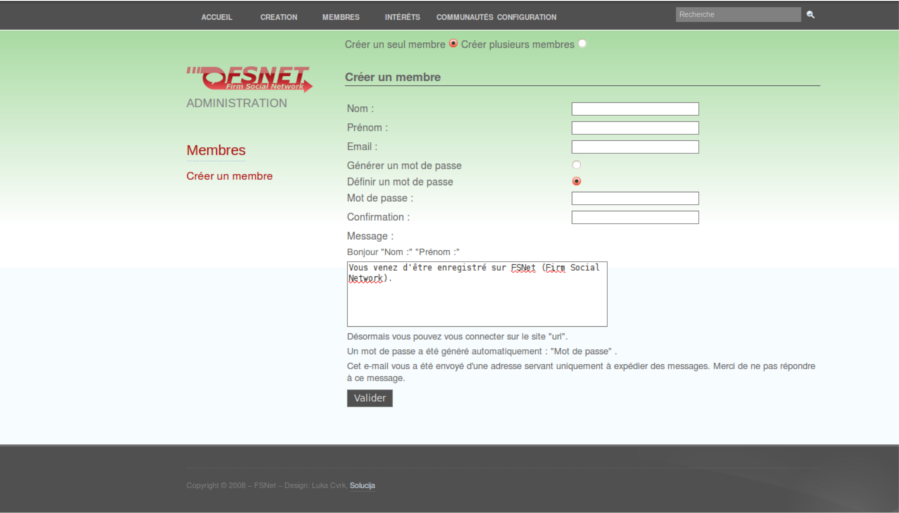 ACCUEIL CREATION MEMBRES INTÉRÊTS COMMUNAUTÉS CONFIGURATION Recherche
Créer un seul membre Créer plusieurs membres
FSNET
Firm Social Network
ADMINISTRATION
Membres
Créer un membre
Créer un membre
Nom :
Prénom :
Email :
Générer un mot de passe
Définir un mot de passe
Mot de passe :
Confirmation :
Message :
Bonjour "Nom :" "Prénom :"
Vous venez d'être enregistré sur FSNet (Firm Social
Network).
Désormais vous pouvez vous connecter sur le site "url".
Un mot de passe a été généré automatiquement : "Mot de passe" .
Cet e-mail vous a été envoyé d'une adresse servant uniquement à expédier des messages. Merci de ne pas répondre
à ce message.
Valider
Copyright © 2008 – FSNet – Design: Luka Cvrk, Solucija